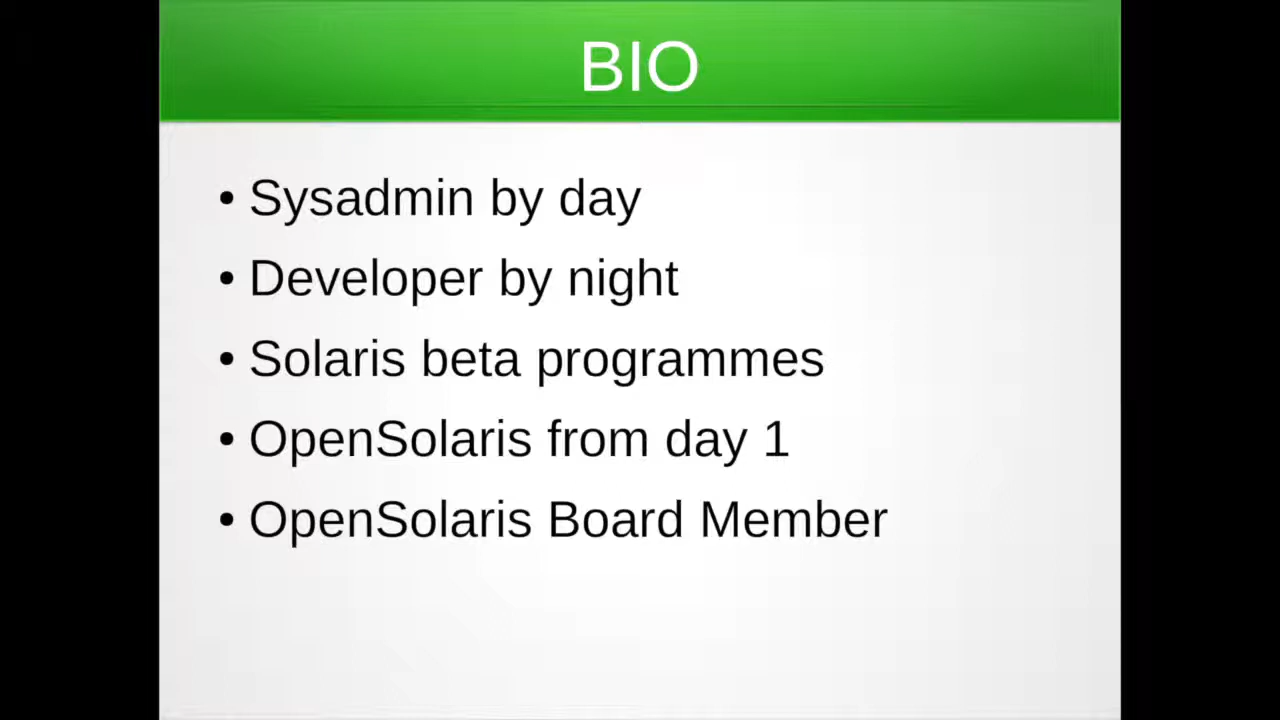 BIO
• Sysadmin by day
• Developer by night
• Solaris beta programmes
• OpenSolaris from day 1
• OpenSolaris Board Member